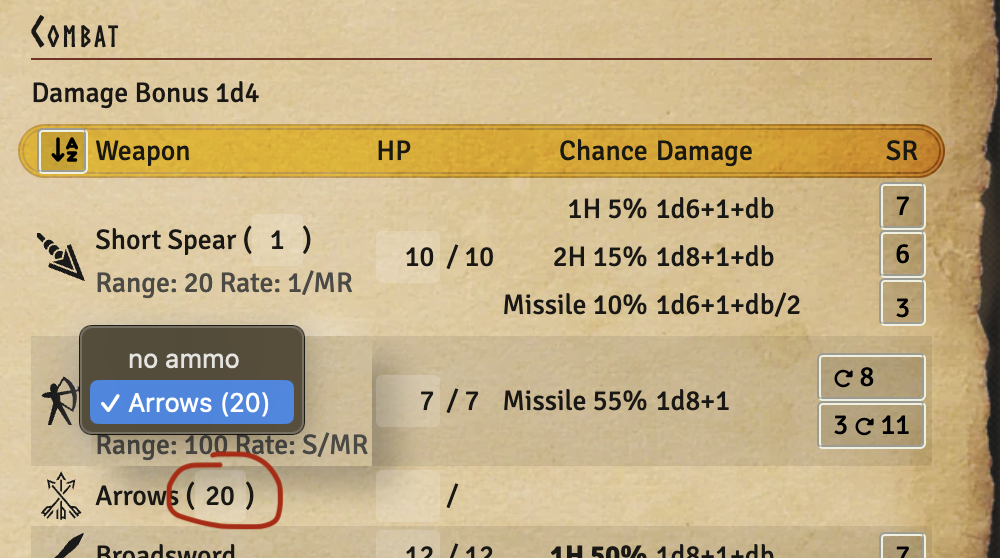 COMBAT
Damage Bonus 1d4
A
Z
Weapon HP Chance Damage SR
1H 5% 1d6+1+db 7
Short Spear ( 1 )
10 / 10 2H 15% 1d8+1+db 6
Range: 20 Rate: 1/MR
Missile 10% 1d6+1+db/2 3
no ammo
✓ Arrows (20)
7 / 7 Missile 55% 1d8+1
8
3 11
Range: 100 Rate: S/MR
Arrows ( 20 ) /
Broadsword 12 / 12 1H 50% 1d8+1+db 7